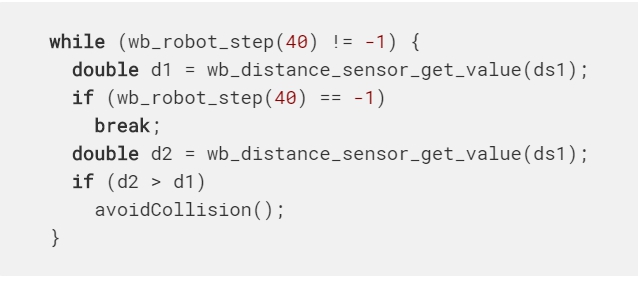 while (wb_robot_step(40) != -1) {
  double d1 = wb_distance_sensor_get_value(ds1);
  if (wb_robot_step(40) == -1)
    break;
  double d2 = wb_distance_sensor_get_value(ds1);
  if (d2 > d1)
    avoidCollision();
}